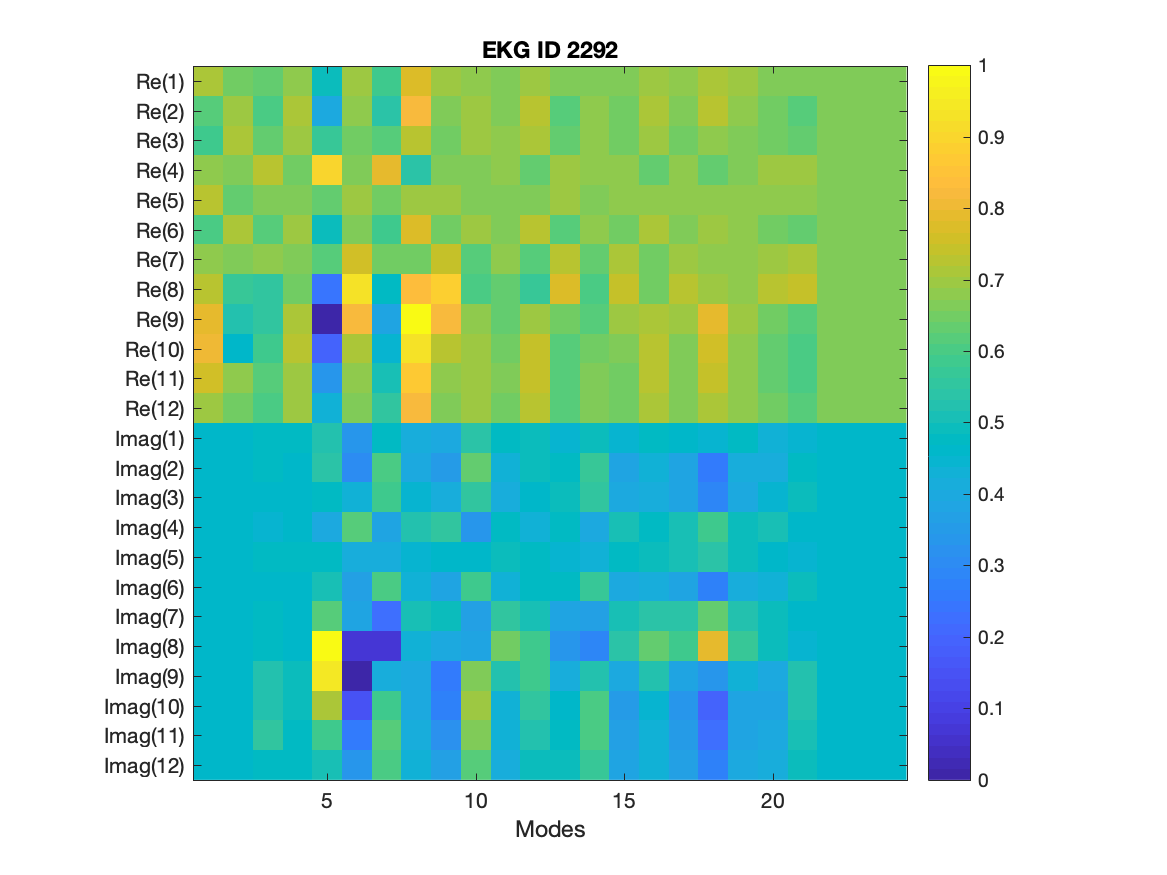 EKG ID 2292
Re(1)
Re(2)
Re(3)
Re(4)
Re(5)
Re(6)
Re(7)
Re(8)
Re(9)
Re(10)
Re(11)
Re(12)
Imag(1)
Imag(2)
Imag(3)
Imag(4)
Imag(5)
Imag(6)
Imag(7)
Imag(8)
Imag(9)
Imag(10)
Imag(11)
Imag(12)
5 10 15 20
Modes
1
0.9
0.8
0.7
0.6
0.5
0.4
0.3
0.2
0.1
0